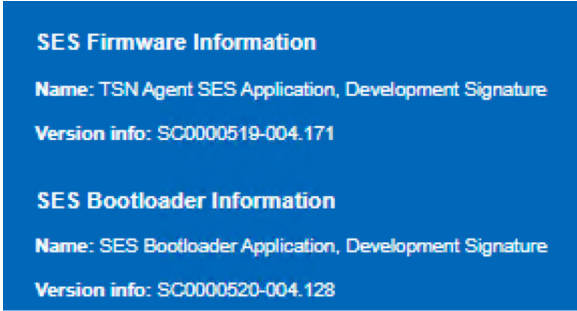 SES Firmware Information
Name: TSN Agent SES Application, Development Signature
Version info: SC0000519-004.171
SES Bootloader Information
Name: SES Bootloader Application, Development Signature
Version info: SC0000520-004.128